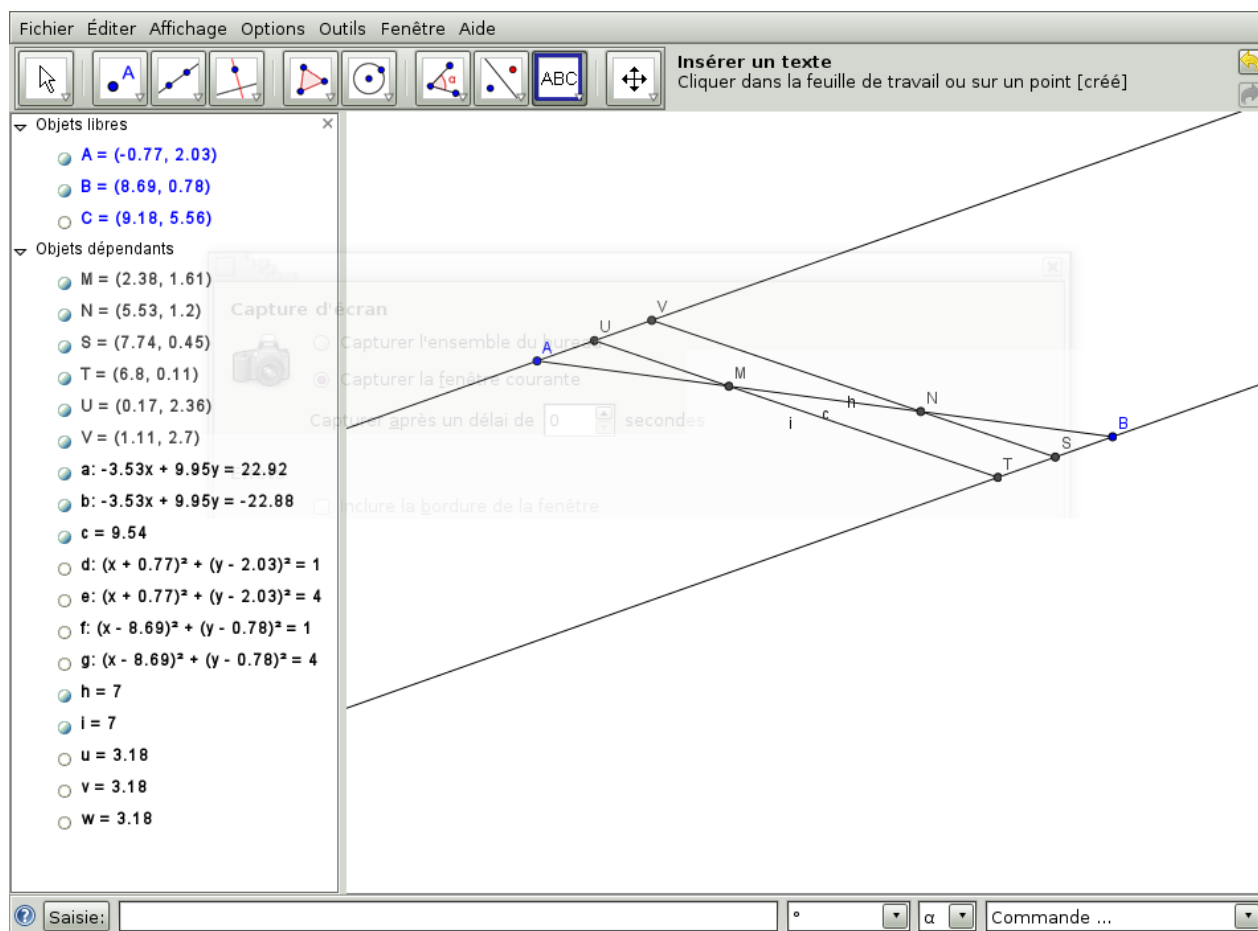 Fichier Éditer Affichage Options Outils Fenêtre Aide
A
α
ABC
Insérer un texte
Cliquer dans la feuille de travail ou sur un point [créé]
Objets libres
A = (-0.77, 2.03)
B = (8.69, 0.78)
C = (9.18, 5.56)
Objets dépendants
M = (2.38, 1.61)
N = (5.53, 1.2)
S = (7.74, 0.45)
T = (6.8, 0.11)
U = (0.17, 2.36)
V = (1.11, 2.7)
a: -3.53x + 9.95y = 22.92
b: -3.53x + 9.95y = -22.88
c = 9.54
d: (x + 0.77)² + (y - 2.03)² = 1
e: (x + 0.77)² + (y - 2.03)² = 4
f: (x - 8.69)² + (y - 0.78)² = 1
g: (x - 8.69)² + (y - 0.78)² = 4
h = 7
i = 7
u = 3.18
v = 3.18
w = 3.18
Capture d'écran
Capturer l'ensemble du bureau
Capturer la fenêtre courante
Capturer après un délai de 0 secondes
Inclure la bordure de la fenêtre
V
U
A
M
N
h
c
i
B
S
T
Saisie:
°
α
Commande ...